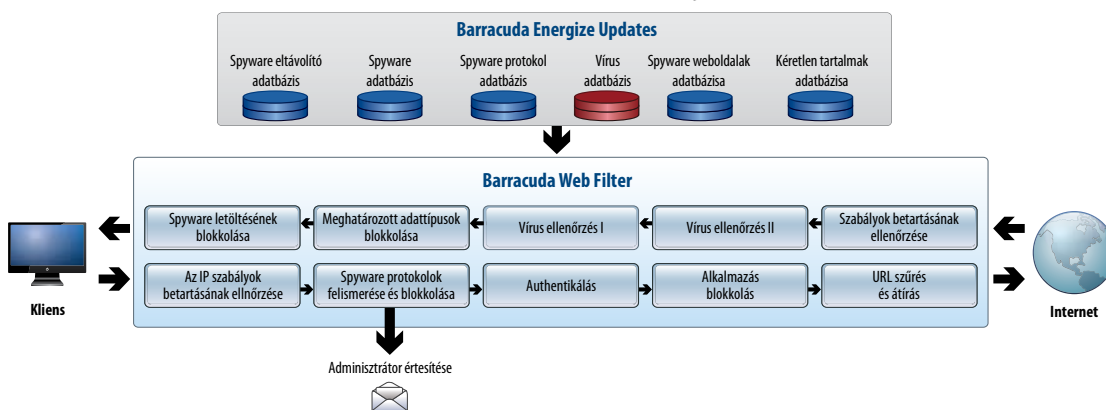 Barracuda Energize Updates
Spyware eltávolító
adatbázis
Spyware
adatbázis
Spyware protokol
adatbázis
Vírus
adatbázis
Spyware weboldalak
adatbázisa
Kéretlen tartalmak
adatbázisa
Barracuda Web Filter
Spyware letöltésének
blokkolása
Meghatározott adattípusok
blokkolása
Vírus ellenőrzés I
Vírus ellenőrzés II
Szabályok betartásának
ellenőrzése
Az IP szabályok
betartásának ellnőrzése
Spyware protokolok
felismerése és blokkolása
Authentikálás
Alkalmazás
blokkolás
URL szűrés
és átírás
Kliens
Internet
Adminisztrátor értesítése